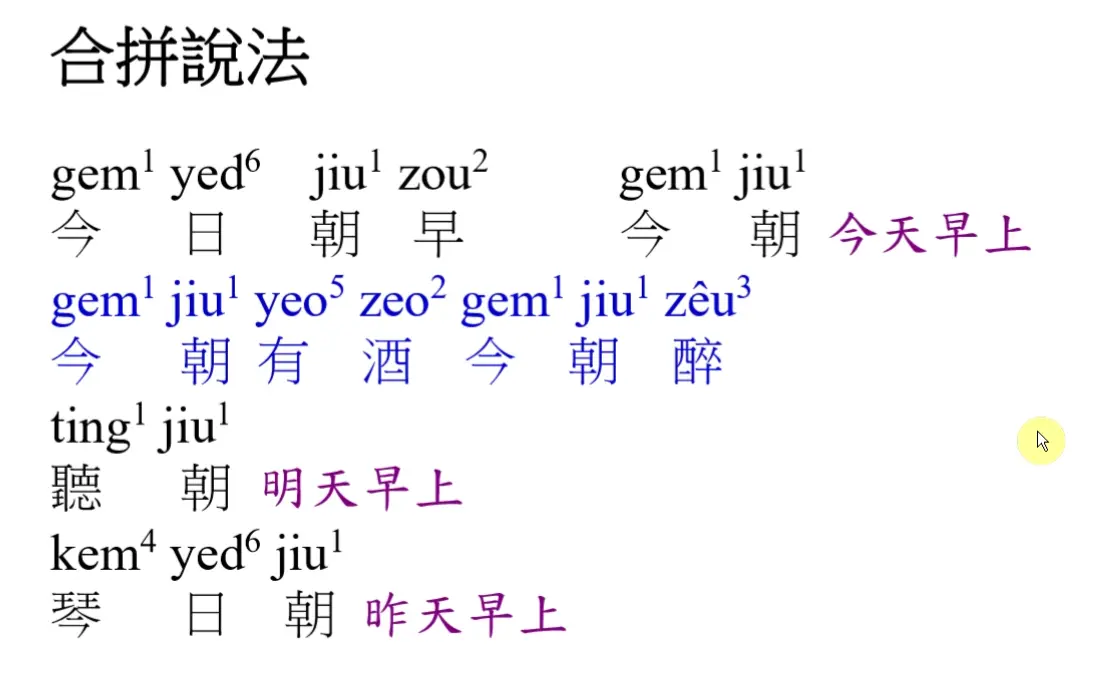 合拼說法
gem¹ yed⁶ jiu¹ zou² gem¹ jiu¹
今日 朝早 今朝 今天早上
gem¹ jiu¹ yeo⁵ zeo² gem¹ jiu¹ zêu³
今朝有酒今朝醉
ting¹ jiu¹
聽朝 明天早上
kem⁴ yed⁶ jiu¹
琴日朝 昨天早上